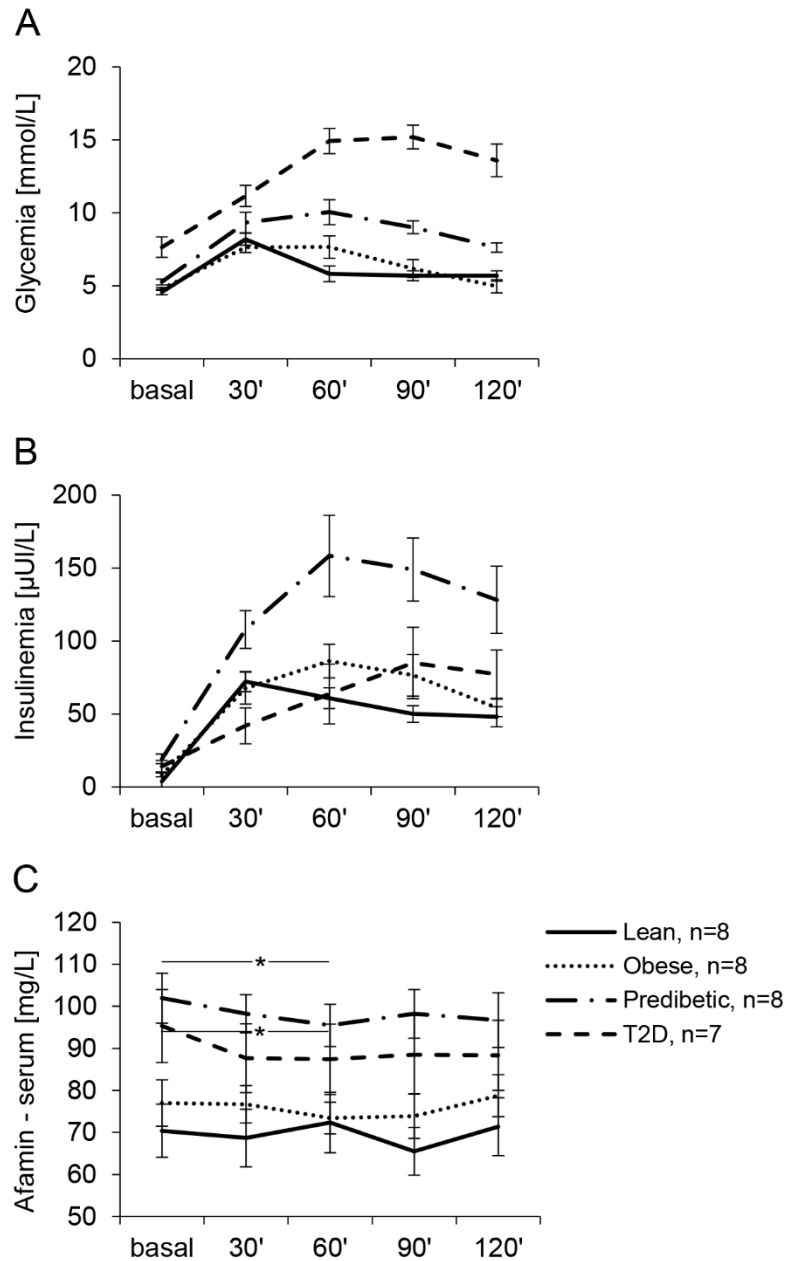 A
Glycemia [mmol/L]
20
15
10
5
0
basal 30' 60' 90' 120'
B
Insulinemia [µUI/L]
200
150
100
50
0
basal 30' 60' 90' 120'
C
Afamin - serum [mg/L]
120
110
100
90
80
70
60
50
*
*
basal 30' 60' 90' 120'
Lean, n=8
Obese, n=8
Predibetic, n=8
T2D, n=7